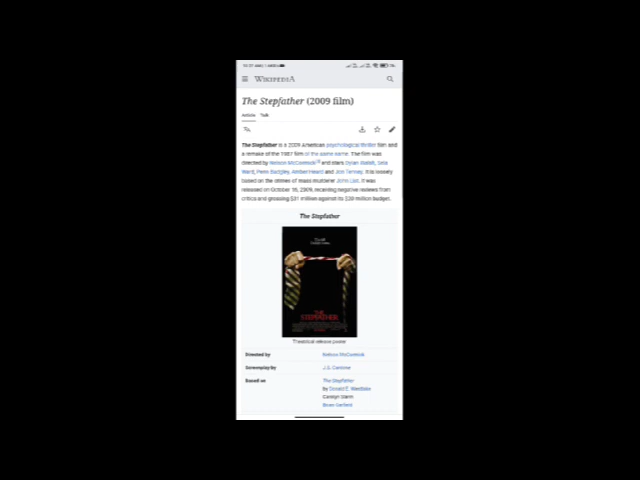 WIKIPEDIA
The Stepfather (2009 film)
Article Talk
The Stepfather is a 2009 American psychological thriller film and
a remake of the 1987 film of the same name. The film was
directed by Nelson McCormick and stars Dylan Walsh, Sela
Ward, Penn Badgley, Amber Heard and Jon Tenney. It is loosely
based on the crimes of mass murderer John List. It was
released on October 16, 2009, receiving negative reviews from
critics and grossing $31 million against its $20 million budget.
The Stepfather
THE
STEPFATHER
Theatrical release poster
Directed by Nelson McCormick
Screenplay by J.S. Cardone
Based on The Stepfather
by Donald E. Westlake
Carolyn Starin
Brian Garfield